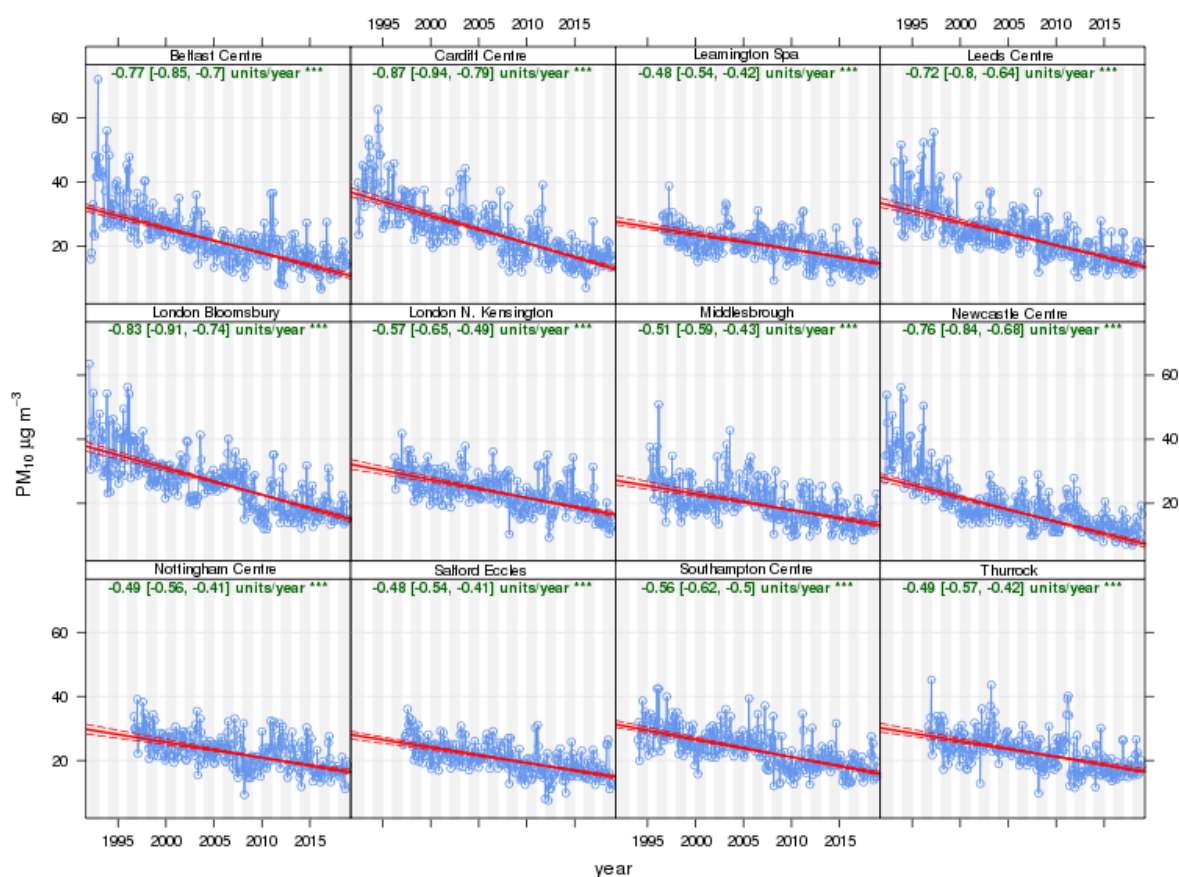 1995 2000 2005 2010 2015 1995 2000 2005 2010 2015
Belfast Centre Cardiff Centre Leamington Spa Leeds Centre
-0.77 [-0.85, -0.7] units/year *** -0.87 [-0.94, -0.79] units/year *** -0.48 [-0.54, -0.42] units/year *** -0.72 [-0.8, -0.64] units/year ***
60
40
20
London Bloomsbury London N. Kensington Middlesbrough Newcastle Centre
-0.83 [-0.91, -0.74] units/year *** -0.57 [-0.65, -0.49] units/year *** -0.51 [-0.59, -0.43] units/year *** -0.76 [-0.84, -0.68] units/year ***
60
40
20
PM₁₀ µg m⁻³
Nottingham Centre Salford Eccles Southampton Centre Thurrock
-0.49 [-0.56, -0.41] units/year *** -0.48 [-0.54, -0.41] units/year *** -0.56 [-0.62, -0.5] units/year *** -0.49 [-0.57, -0.42] units/year ***
60
40
20
1995 2000 2005 2010 2015 1995 2000 2005 2010 2015
year